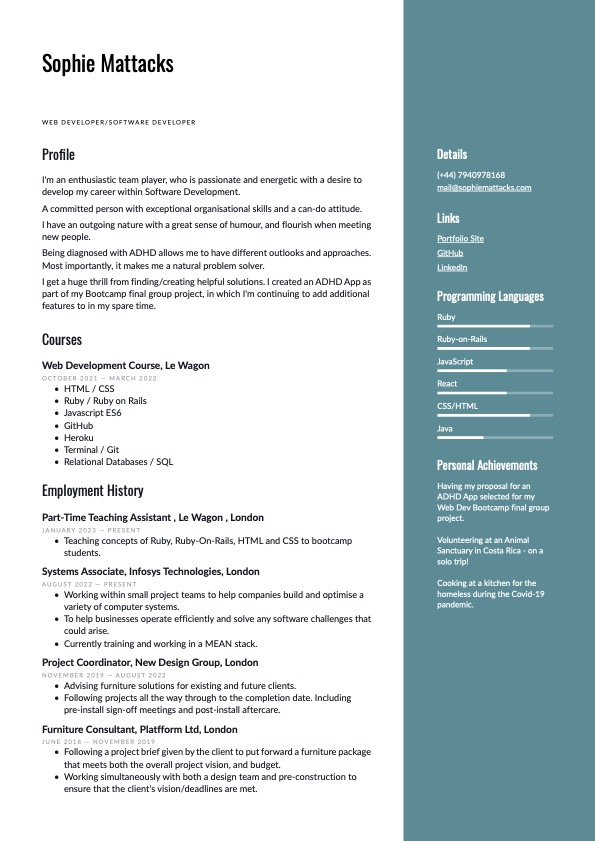 Sophie Mattacks
WEB DEVELOPER/SOFTWARE DEVELOPER
Profile
I'm an enthusiastic team player, who is passionate and energetic with a desire to
develop my career within Software Development.
A committed person with exceptional organisational skills and a can-do attitude.
I have an outgoing nature with a great sense of humour, and flourish when meeting
new people.
Being diagnosed with ADHD allows me to have different outlooks and approaches.
Most importantly, it makes me a natural problem solver.
I get a huge thrill from finding/creating helpful solutions. I created an ADHD App as
part of my Bootcamp final group project, in which I'm continuing to add additional
features to in my spare time.
Courses
Web Development Course, Le Wagon
OCTOBER 2021 — MARCH 2022
• HTML / CSS
• Ruby / Ruby on Rails
• Javascript ES6
• GitHub
• Heroku
• Terminal / Git
• Relational Databases / SQL
Employment History
Part-Time Teaching Assistant , Le Wagon , London
JANUARY 2023 — PRESENT
• Teaching concepts of Ruby, Ruby-On-Rails, HTML and CSS to bootcamp
students.
Systems Associate, Infosys Technologies, London
AUGUST 2022 — PRESENT
• Working within small project teams to help companies build and optimise a
variety of computer systems.
• To help businesses operate efficiently and solve any software challenges that
could arise.
• Currently training and working in a MEAN stack.
Project Coordinator, New Design Group, London
NOVEMBER 2019 — AUGUST 2022
• Advising furniture solutions for existing and future clients.
• Following projects all the way through to the completion date. Including
pre-install sign-off meetings and post-install aftercare.
Furniture Consultant, Platfform Ltd, London
JUNE 2018 — NOVEMBER 2019
• Following a project brief given by the client to put forward a furniture package
that meets both the overall project vision, and budget.
• Working simultaneously with both a design team and pre-construction to
ensure that the client's vision/deadlines are met.
Details
(+44) 7940978168
mail@sophiemattacks.com
Links
Portfolio Site
GitHub
LinkedIn
Programming Languages
Ruby
Ruby-on-Rails
JavaScript
React
CSS/HTML
Java
Personal Achievements
Having my proposal for an
ADHD App selected for my
Web Dev Bootcamp final group
project.
Volunteering at an Animal
Sanctuary in Costa Rica - on a
solo trip!
Cooking at a kitchen for the
homeless during the Covid-19
pandemic.